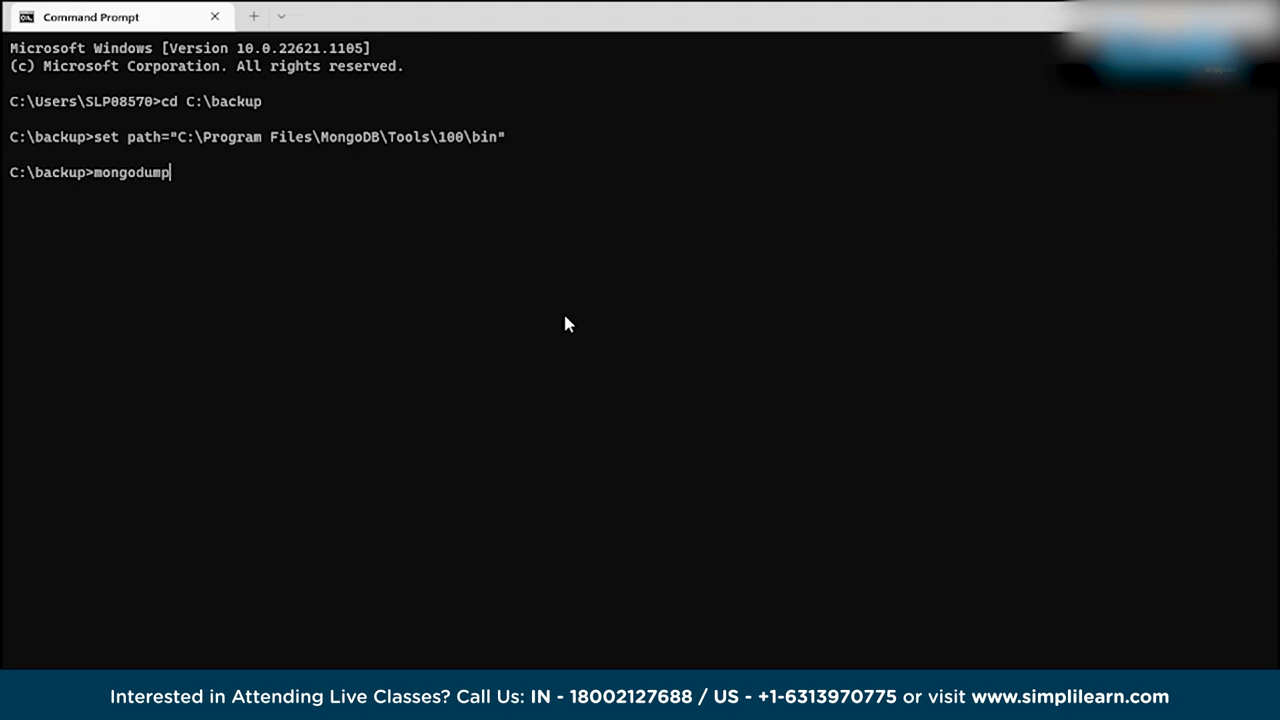 Command Prompt
Microsoft Windows [Version 10.0.22621.1105]
(c) Microsoft Corporation. All rights reserved.
C:\Users\SLP08570>cd C:\backup
C:\backup>set path="C:\Program Files\MongoDB\Tools\100\bin"
C:\backup>mongodump
Interested in Attending Live Classes? Call Us: IN - 18002127688 / US - +1-6313970775 or visit www.simplilearn.com